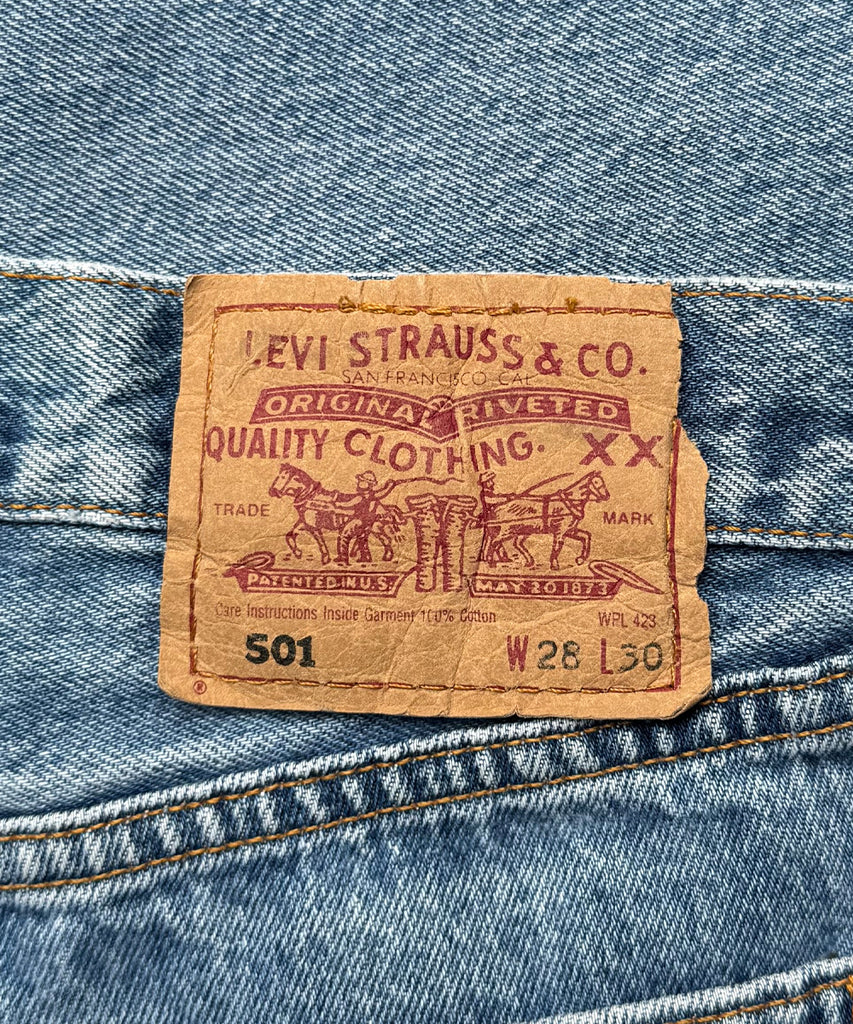 LEVI STRAUSS & CO.
SAN FRANCISCO, CAL
ORIGINAL RIVETED
QUALITY CLOTHING. XX
TRADE MARK
PATENTED IN U.S. MAY 20 1873
Care Instructions Inside Garment 100% Cotton WPL 423
501 W 28 L 30
®